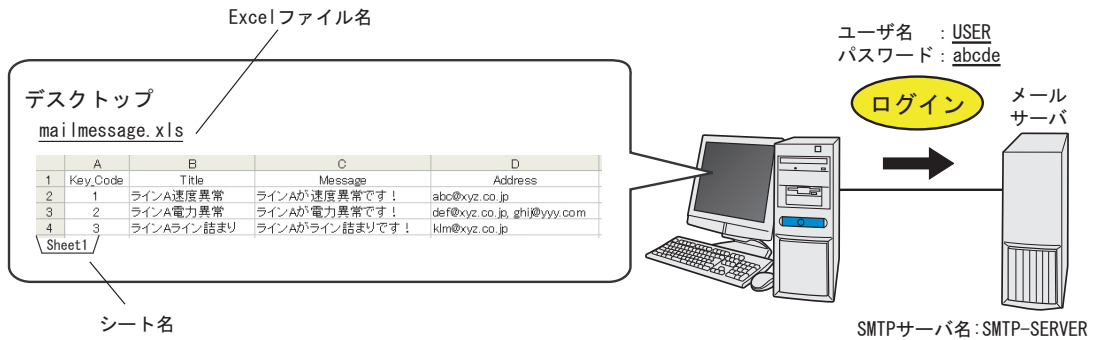 Excelファイル名
ユーザ名 : USER
パスワード : abcde
デスクトップ
mailmessage.xls
ログイン
メール
サーバ
A B C D
1 Key_Code Title Message Address
2 1 ラインA速度異常 ラインAが速度異常です! abc@xyz.co.jp
3 2 ラインA電力異常 ラインAが電力異常です! def@xyz.co.jp, ghij@yyy.com
4 3 ラインAライン詰まり ラインAがライン詰まりです! klm@xyz.co.jp
Sheet1
シート名
SMTPサーバ名:SMTP-SERVER